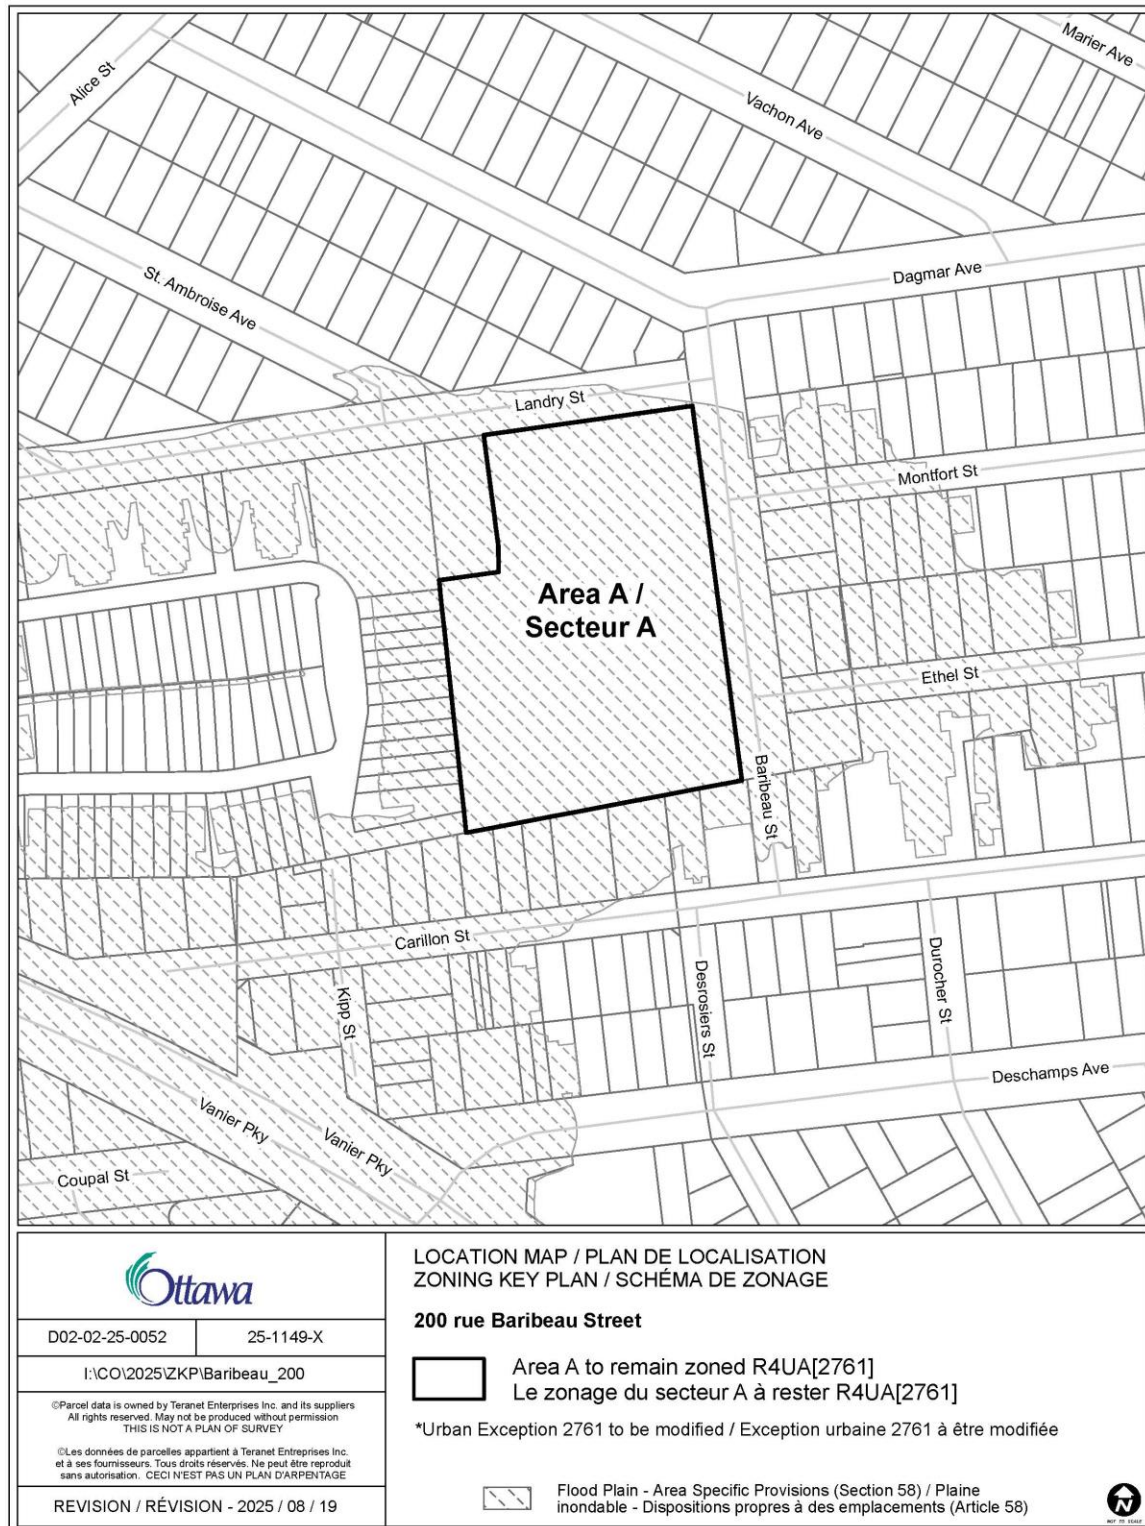 Alice St
Marier Ave
Vachon Ave
St. Ambroise Ave
Dagmar Ave
Landry St
Montfort St
Area A /
Secteur A
Ethel St
Baribeau St
Carillon St
Kipp St
Desrosiers St
Durocher St
Deschamps Ave
Vanier Pky
Vanier Pky
Coupal St
Ottawa
D02-02-25-0052
25-1149-X
I:\CO\2025\ZKP\Baribeau_200
©Parcel data is owned by Teranet Enterprises Inc. and its suppliers
All rights reserved. May not be produced without permission
THIS IS NOT A PLAN OF SURVEY
©Les données de parcelles appartient à Teranet Entreprises Inc.
et à ses fournisseurs. Tous droits réservés. Ne peut être reproduit
sans autorisation. CECI N'EST PAS UN PLAN D'ARPENTAGE
REVISION / RÉVISION - 2025 / 08 / 19
LOCATION MAP / PLAN DE LOCALISATION
ZONING KEY PLAN / SCHÉMA DE ZONAGE
200 rue Baribeau Street
Area A to remain zoned R4UA[2761]
Le zonage du secteur A à rester R4UA[2761]
*Urban Exception 2761 to be modified / Exception urbaine 2761 à être modifiée
Flood Plain - Area Specific Provisions (Section 58) / Plaine
inondable - Dispositions propres à des emplacements (Article 58)
N
NOT TO SCALE